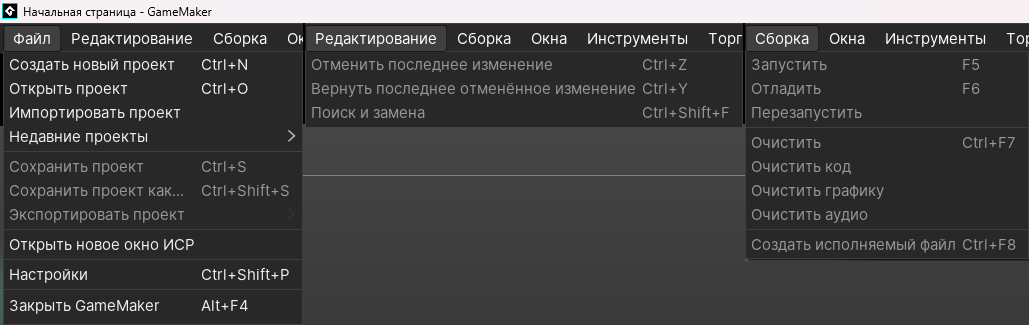 Начальная страница - GameMaker
Файл Редактирование Сборка Ок
Создать новый проект Ctrl+N
Открыть проект Ctrl+O
Импортировать проект
Недавние проекты
Сохранить проект Ctrl+S
Сохранить проект как... Ctrl+Shift+S
Экспортировать проект
Открыть новое окно ИСР
Настройки Ctrl+Shift+P
Закрыть GameMaker Alt+F4
Редактирование Сборка Окна Инструменты Торг
Отменить последнее изменение Ctrl+Z
Вернуть последнее отменённое изменение Ctrl+Y
Поиск и замена Ctrl+Shift+F
Сборка Окна Инструменты Тор
Запустить F5
Отладить F6
Перезапустить
Очистить Ctrl+F7
Очистить код
Очистить графику
Очистить аудио
Создать исполняемый файл Ctrl+F8